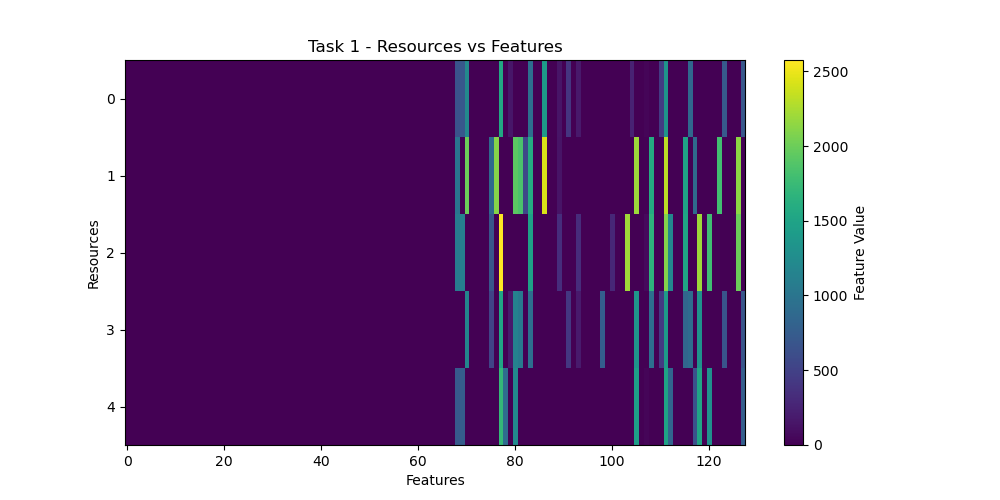 Task 1 - Resources vs Features
Resources
0
1
2
3
4
0 20 40 60 80 100 120
Features
2500
2000
1500
1000
500
0
Feature Value